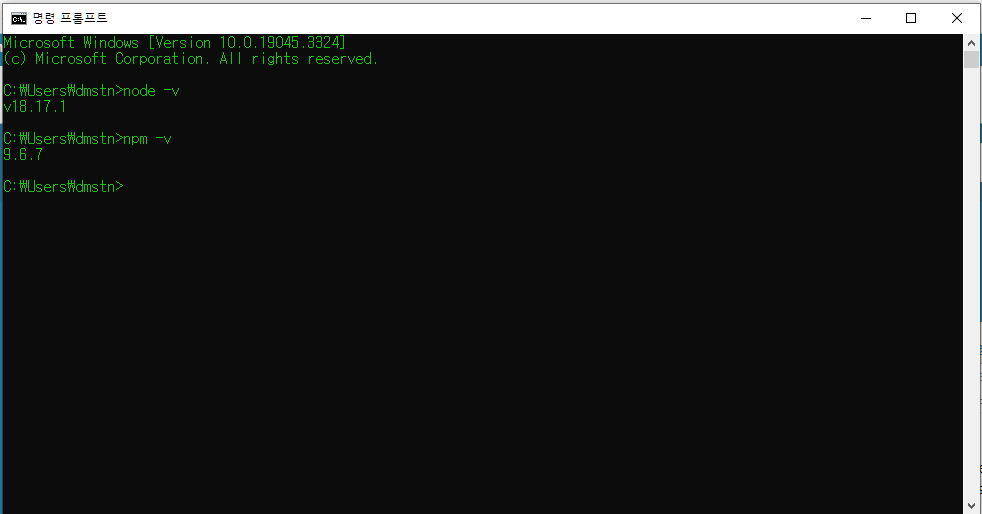 명령 프롬프트
Microsoft Windows [Version 10.0.19045.3324]
(c) Microsoft Corporation. All rights reserved.
C:₩Users₩dmstn>node -v
v18.17.1
C:₩Users₩dmstn>npm -v
9.6.7
C:₩Users₩dmstn>